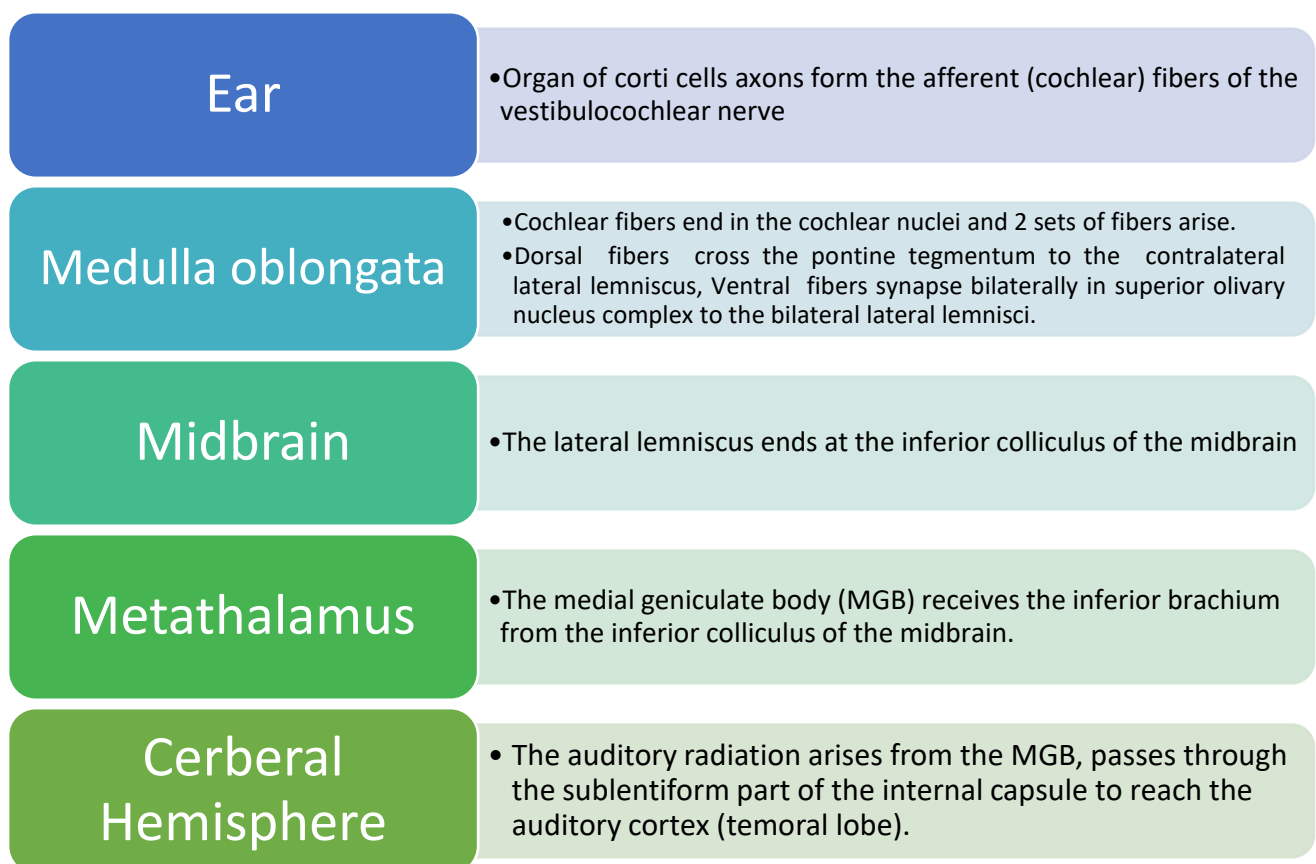 Ear
•Organ of corti cells axons form the afferent (cochlear) fibers of the
vestibulocochlear nerve
Medulla oblongata
•Cochlear fibers end in the cochlear nuclei and 2 sets of fibers arise.
•Dorsal fibers cross the pontine tegmentum to the contralateral
lateral lemniscus, Ventral fibers synapse bilaterally in superior olivary
nucleus complex to the bilateral lateral lemnisci.
Midbrain
•The lateral lemniscus ends at the inferior colliculus of the midbrain
Metathalamus
•The medial geniculate body (MGB) receives the inferior brachium
from the inferior colliculus of the midbrain.
Cerberal
Hemisphere
• The auditory radiation arises from the MGB, passes through
the sublentiform part of the internal capsule to reach the
auditory cortex (temoral lobe).